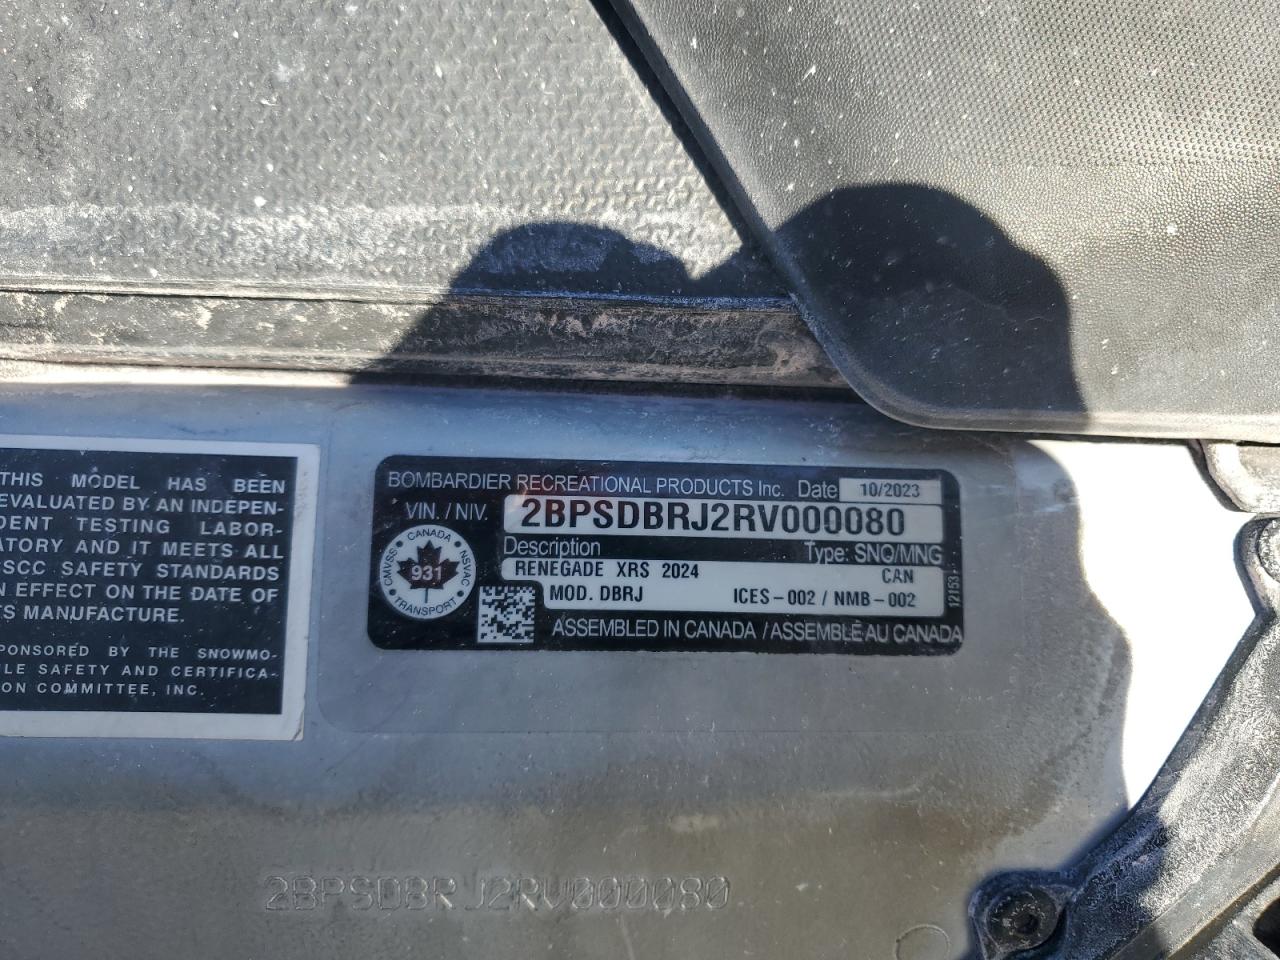 THIS MODEL HAS BEEN
EVALUATED BY AN INDEPEN-
DENT TESTING LABOR-
ATORY AND IT MEETS ALL
SSCC SAFETY STANDARDS
IN EFFECT ON THE DATE OF
ITS MANUFACTURE.
SPONSORED BY THE SNOWMO-
BILE SAFETY AND CERTIFICA-
TION COMMITTEE, INC.
BOMBARDIER RECREATIONAL PRODUCTS Inc. Date 10/2023
VIN. / NIV. 2BPSDBRJ2RV000080
CANADA
CMVSS 931 NSVAC
TRANSPORT
Description Type: SNO/MNG
RENEGADE XRS 2024 CAN
MOD. DBRJ ICES-002 / NMB-002
12153
ASSEMBLED IN CANADA / ASSEMBLÉ AU CANADA
2BPSDBRJ2RV000080